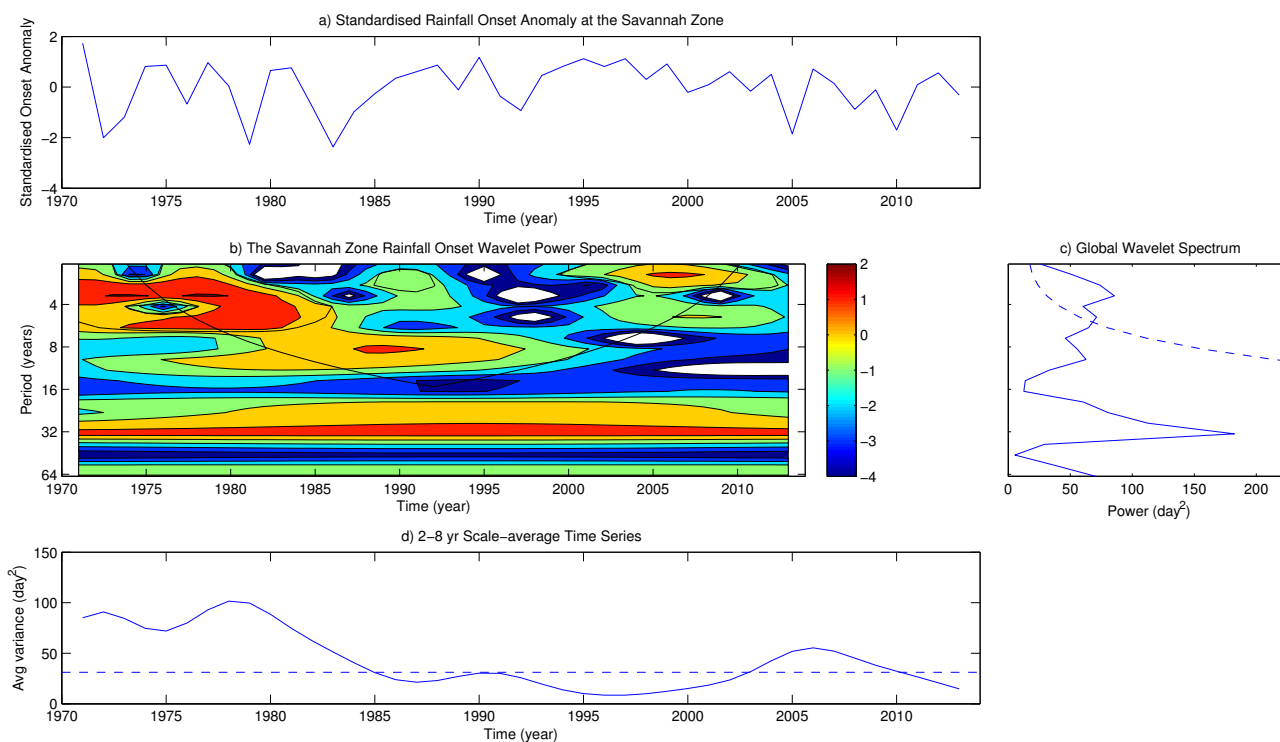 a) Standardised Rainfall Onset Anomaly at the Savannah Zone
Standardised Onset Anomaly
2
0
−2
−4
1970 1975 1980 1985 1990 1995 2000 2005 2010
Time (year)
b) The Savannah Zone Rainfall Onset Wavelet Power Spectrum
Period (years)
4
8
16
32
64
1970 1975 1980 1985 1990 1995 2000 2005 2010
Time (year)
2
1
0
−1
−2
−3
−4
c) Global Wavelet Spectrum
0 50 100 150 200
Power (day²)
d) 2−8 yr Scale−average Time Series
Avg variance (day²)
150
100
50
0
1970 1975 1980 1985 1990 1995 2000 2005 2010
Time (year)